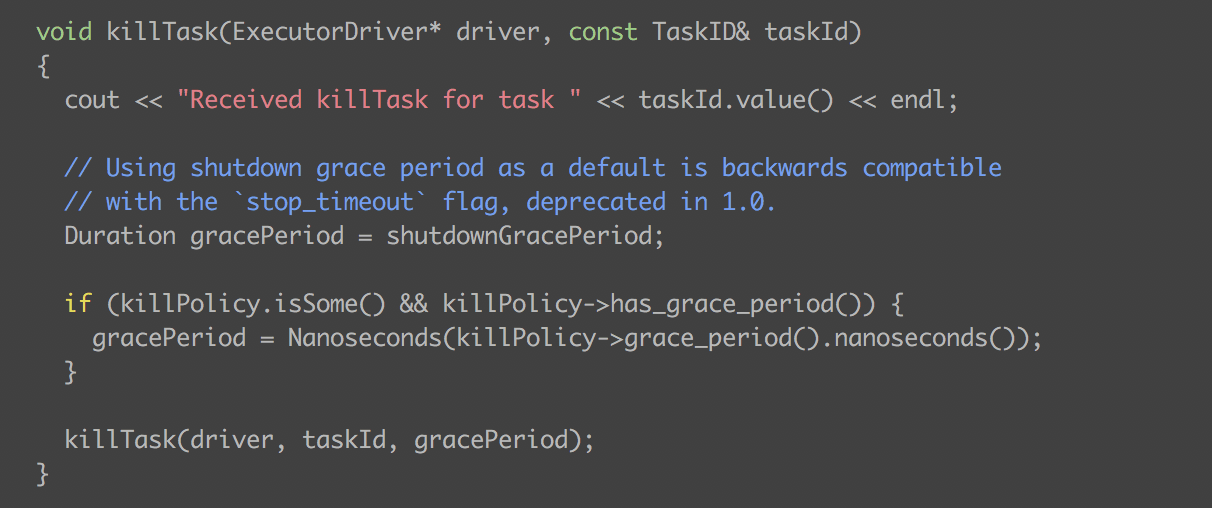 void killTask(ExecutorDriver* driver, const TaskID& taskId)
{
  cout << "Received killTask for task " << taskId.value() << endl;

  // Using shutdown grace period as a default is backwards compatible
  // with the `stop_timeout` flag, deprecated in 1.0.
  Duration gracePeriod = shutdownGracePeriod;

  if (killPolicy.isSome() && killPolicy->has_grace_period()) {
    gracePeriod = Nanoseconds(killPolicy->grace_period().nanoseconds());
  }

  killTask(driver, taskId, gracePeriod);
}